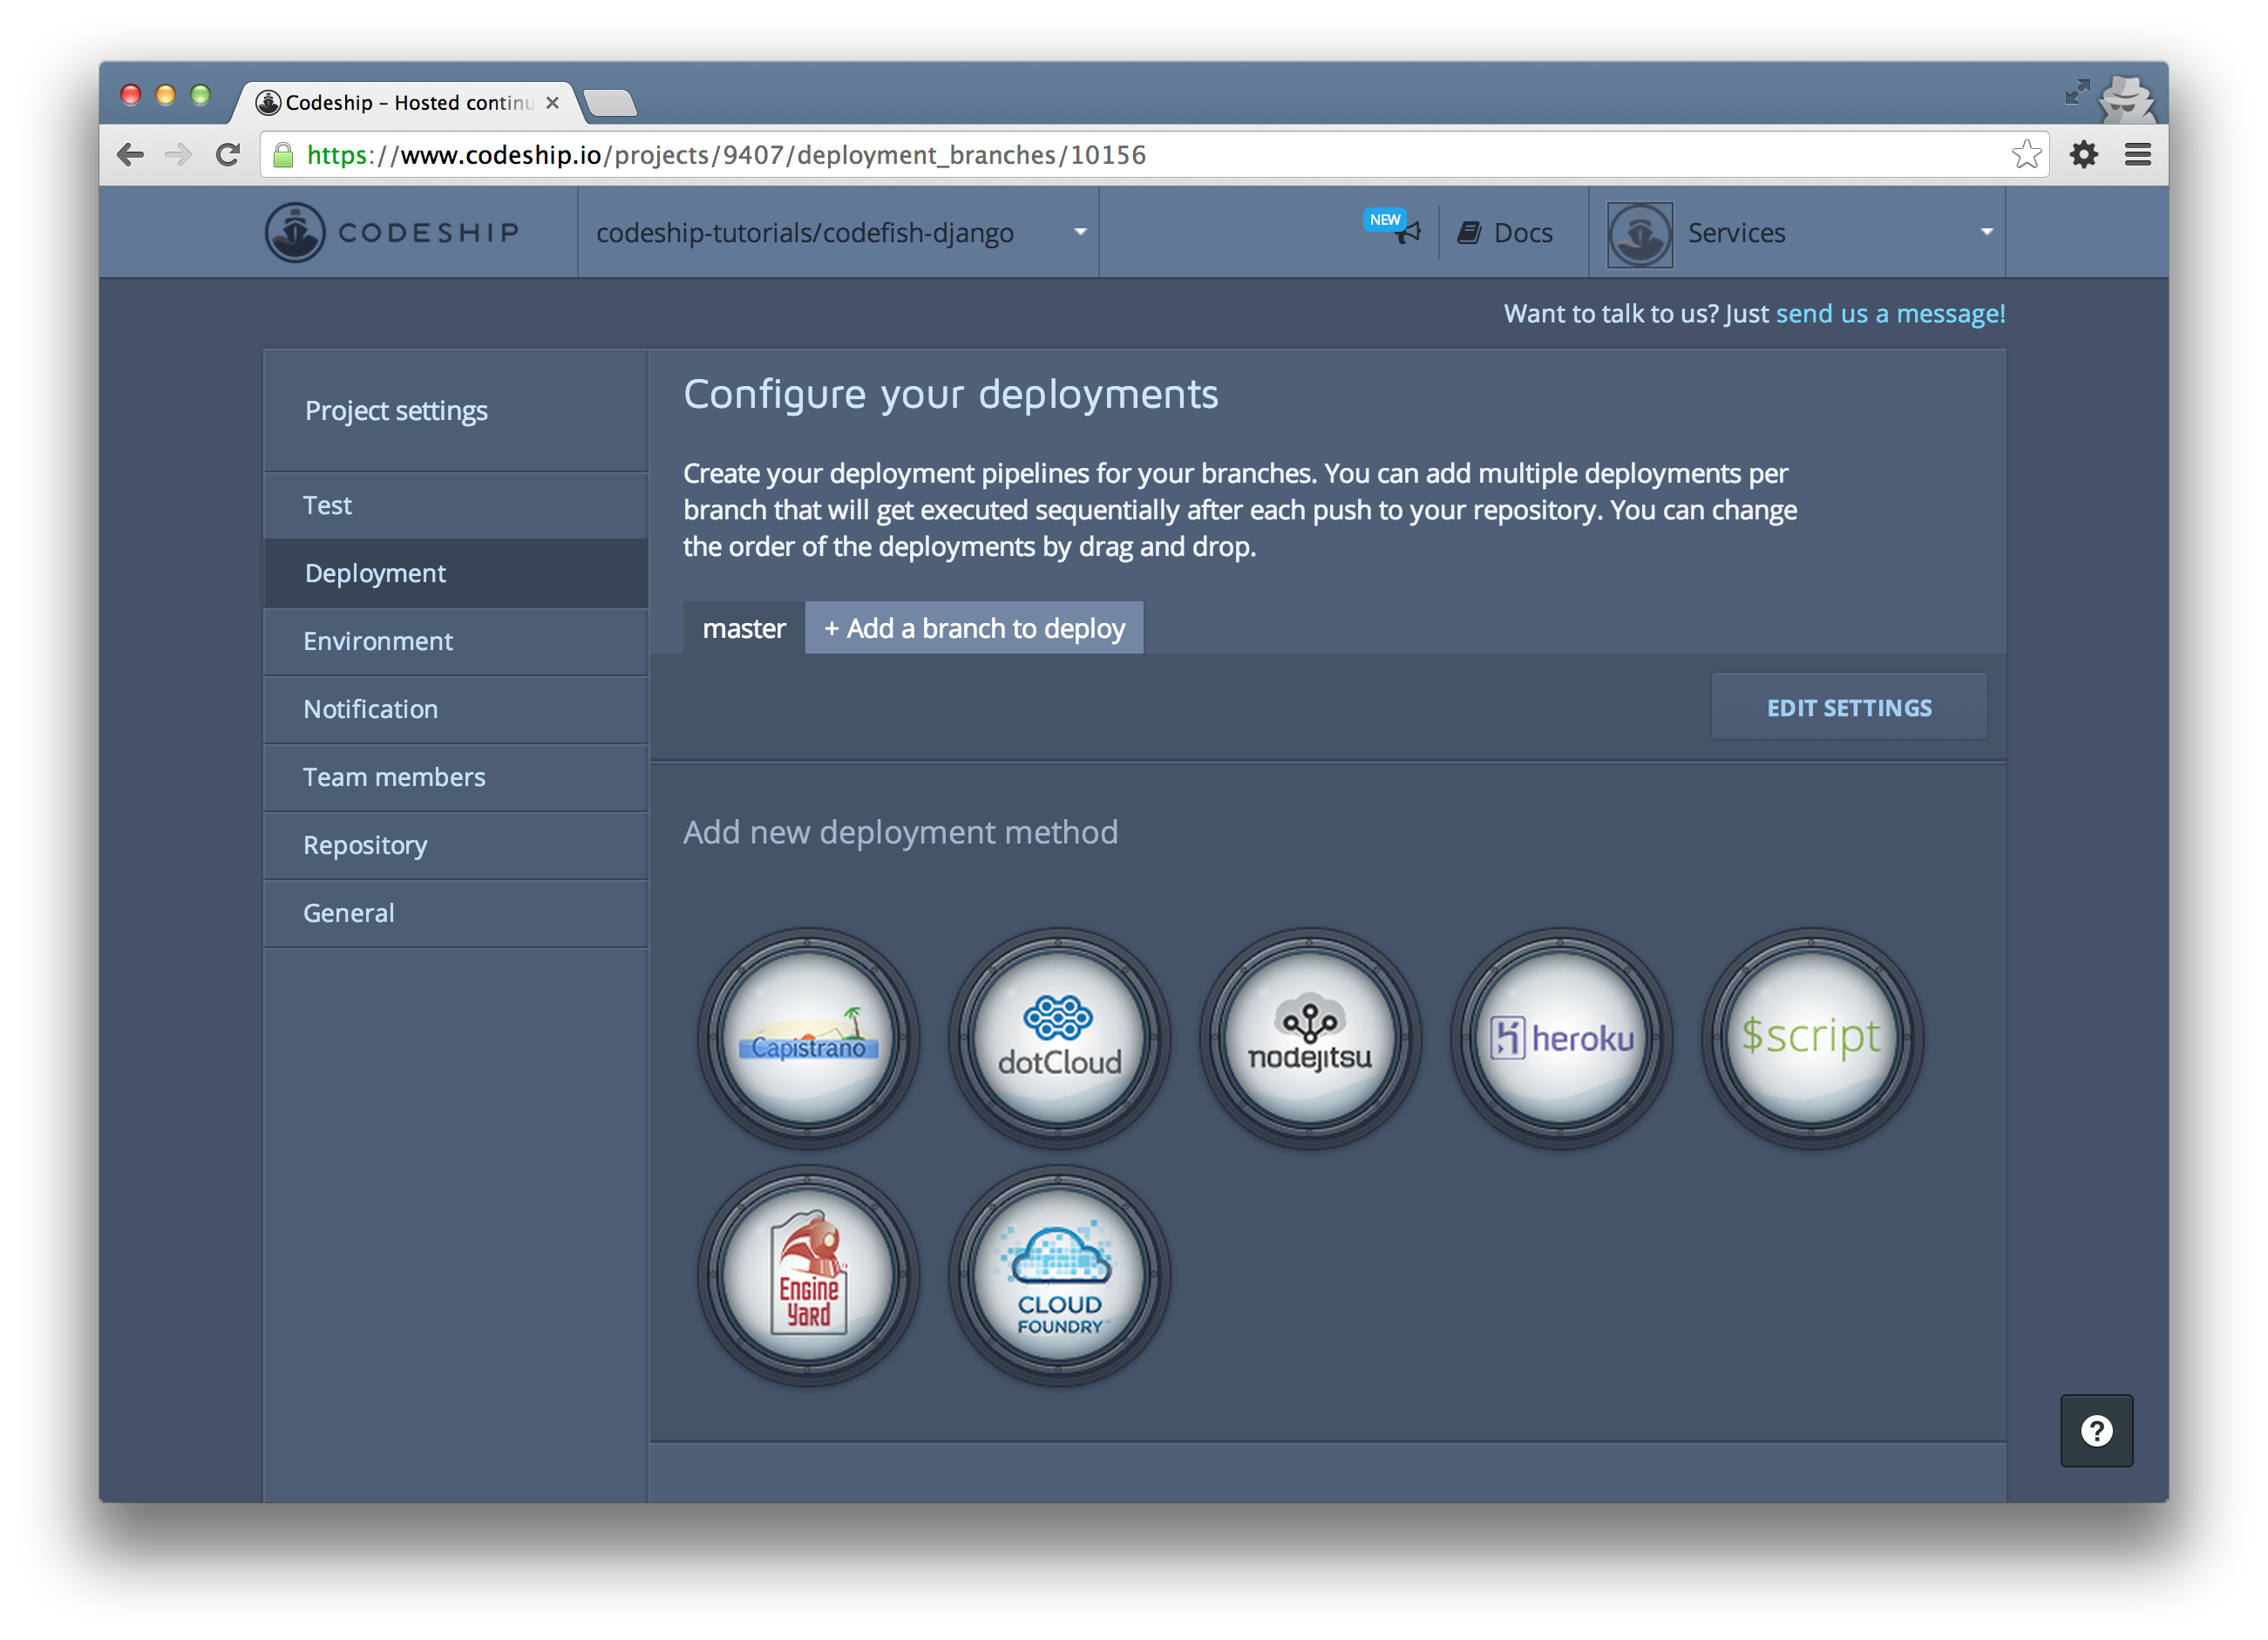 Codeship – Hosted continu
https://www.codeship.io/projects/9407/deployment_branches/10156
CODESHIP
codeship-tutorials/codefish-django
NEW
Docs
Services
Want to talk to us? Just send us a message!
Project settings
Test
Deployment
Environment
Notification
Team members
Repository
General
Configure your deployments
Create your deployment pipelines for your branches. You can add multiple deployments per
branch that will get executed sequentially after each push to your repository. You can change
the order of the deployments by drag and drop.
master
+ Add a branch to deploy
EDIT SETTINGS
Add new deployment method
Capistrano
dotCloud
nodejitsu
heroku
$script
Engine
Yard
CLOUD
FOUNDRY
?